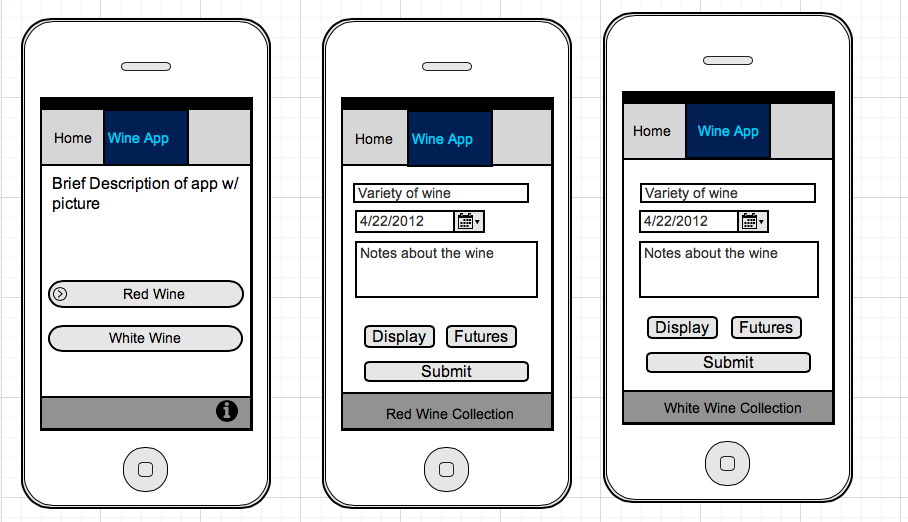 Home
Wine App
Brief Description of app w/
picture
Red Wine
White Wine
Home
Wine App
Variety of wine
4/22/2012
Notes about the wine
Display
Futures
Submit
Red Wine Collection
Home
Wine App
Variety of wine
4/22/2012
Notes about the wine
Display
Futures
Submit
White Wine Collection